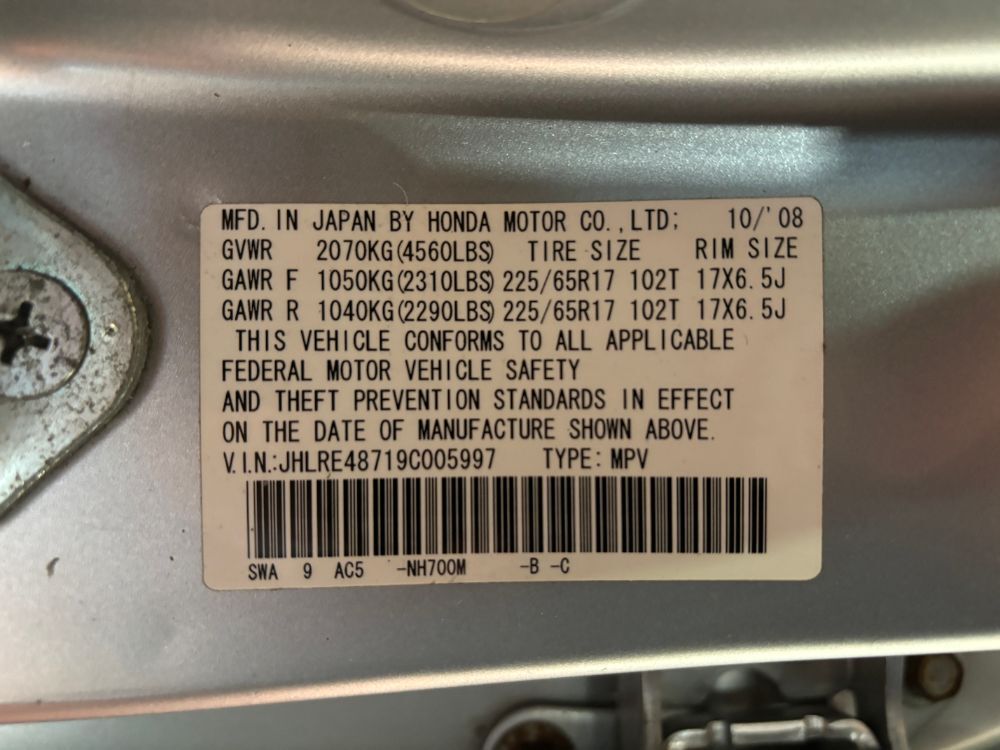 MFD. IN JAPAN BY HONDA MOTOR CO., LTD; 10/'08
GVWR 2070KG(4560LBS) TIRE SIZE RIM SIZE
GAWR F 1050KG(2310LBS) 225/65R17 102T 17X6.5J
GAWR R 1040KG(2290LBS) 225/65R17 102T 17X6.5J
THIS VEHICLE CONFORMS TO ALL APPLICABLE
FEDERAL MOTOR VEHICLE SAFETY
AND THEFT PREVENTION STANDARDS IN EFFECT
ON THE DATE OF MANUFACTURE SHOWN ABOVE.
V.I.N.:JHLRE48719C005997 TYPE: MPV
SWA 9 AC5 -NH700M -B -C